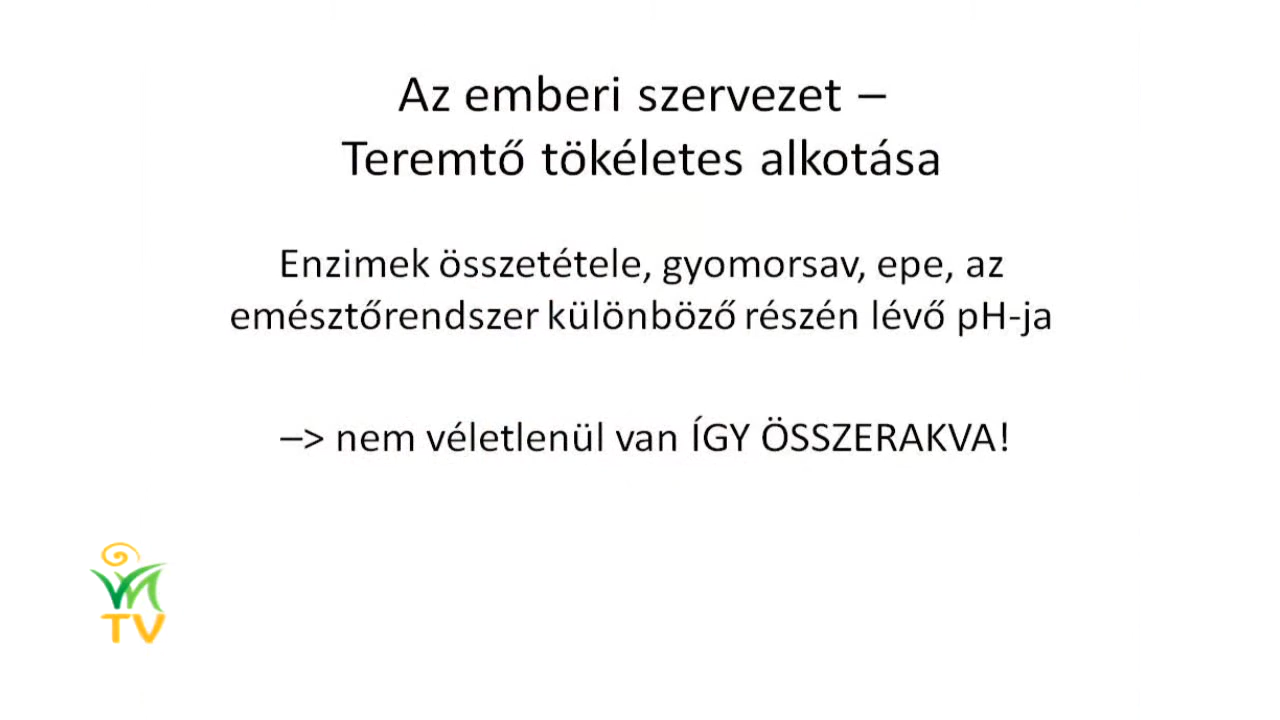 Az emberi szervezet –
Teremtő tökéletes alkotása
Enzimek összetétele, gyomorsav, epe, az
emésztőrendszer különböző részén lévő pH-ja
–> nem véletlenül van ÍGY ÖSSZERAKVA!
VM
TV